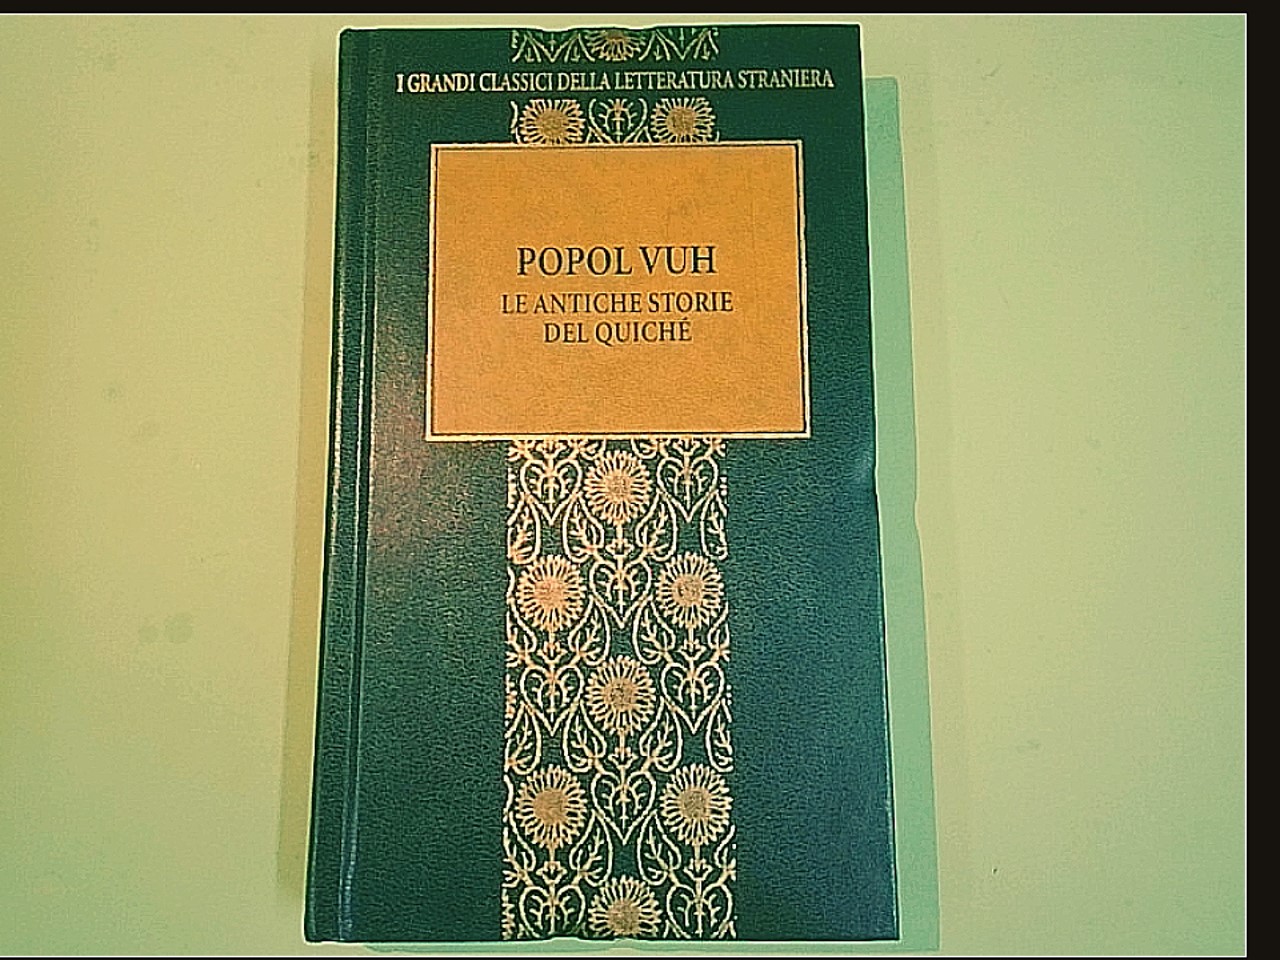 I GRANDI CLASSICI DELLA LETTERATURA STRANIERA
POPOL VUH
LE ANTICHE STORIE
DEL QUICHÉ